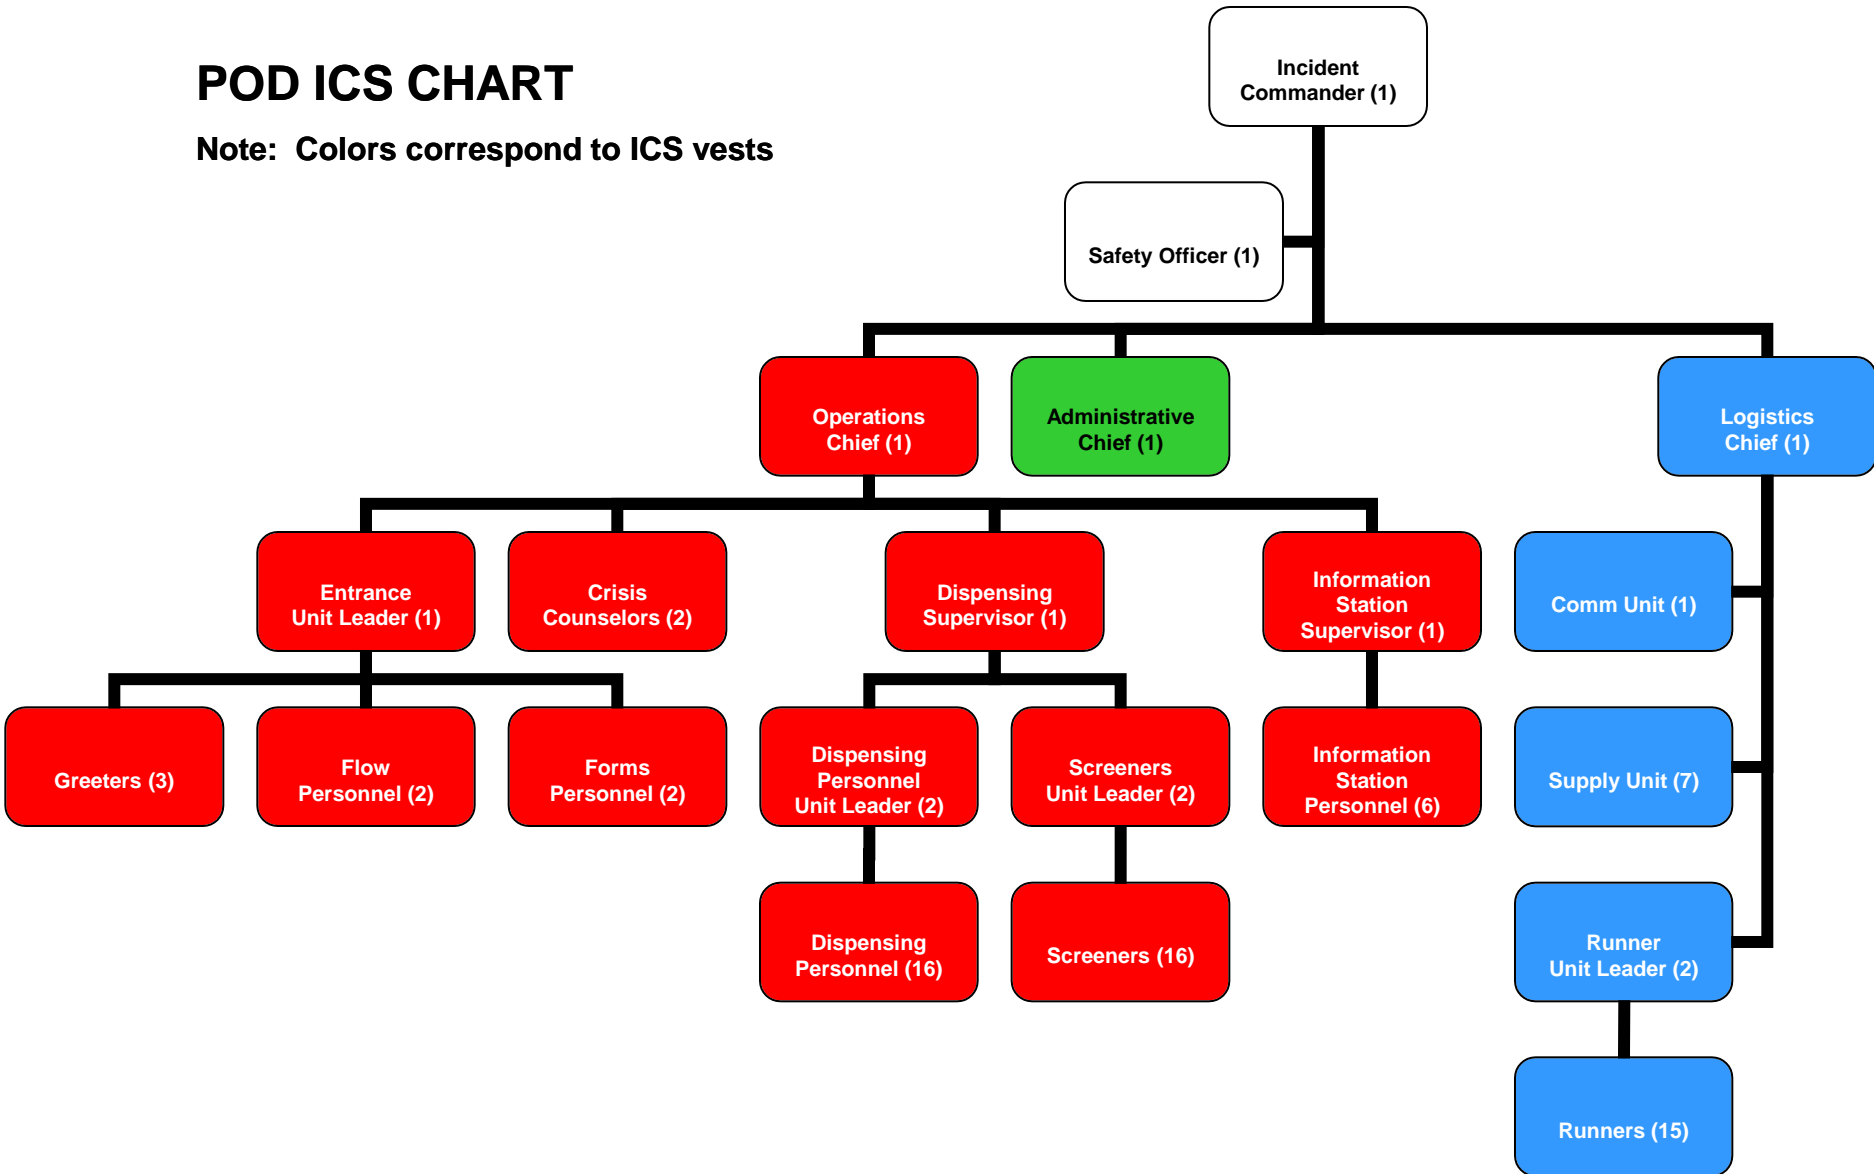 POD ICS CHART
Note:  Colors correspond to ICS vests
Incident
Commander (1)
Safety Officer (1)
Operations
Chief (1)
Administrative
Chief (1)
Logistics
Chief (1)
Entrance
Unit Leader (1)
Crisis
Counselors (2)
Dispensing
Supervisor (1)
Information
Station
Supervisor (1)
Comm Unit (1)
Greeters (3)
Flow
Personnel (2)
Forms
Personnel (2)
Dispensing
Personnel
Unit Leader (2)
Screeners
Unit Leader (2)
Information
Station
Personnel (6)
Supply Unit (7)
Dispensing
Personnel (16)
Screeners (16)
Runner
Unit Leader (2)
Runners (15)